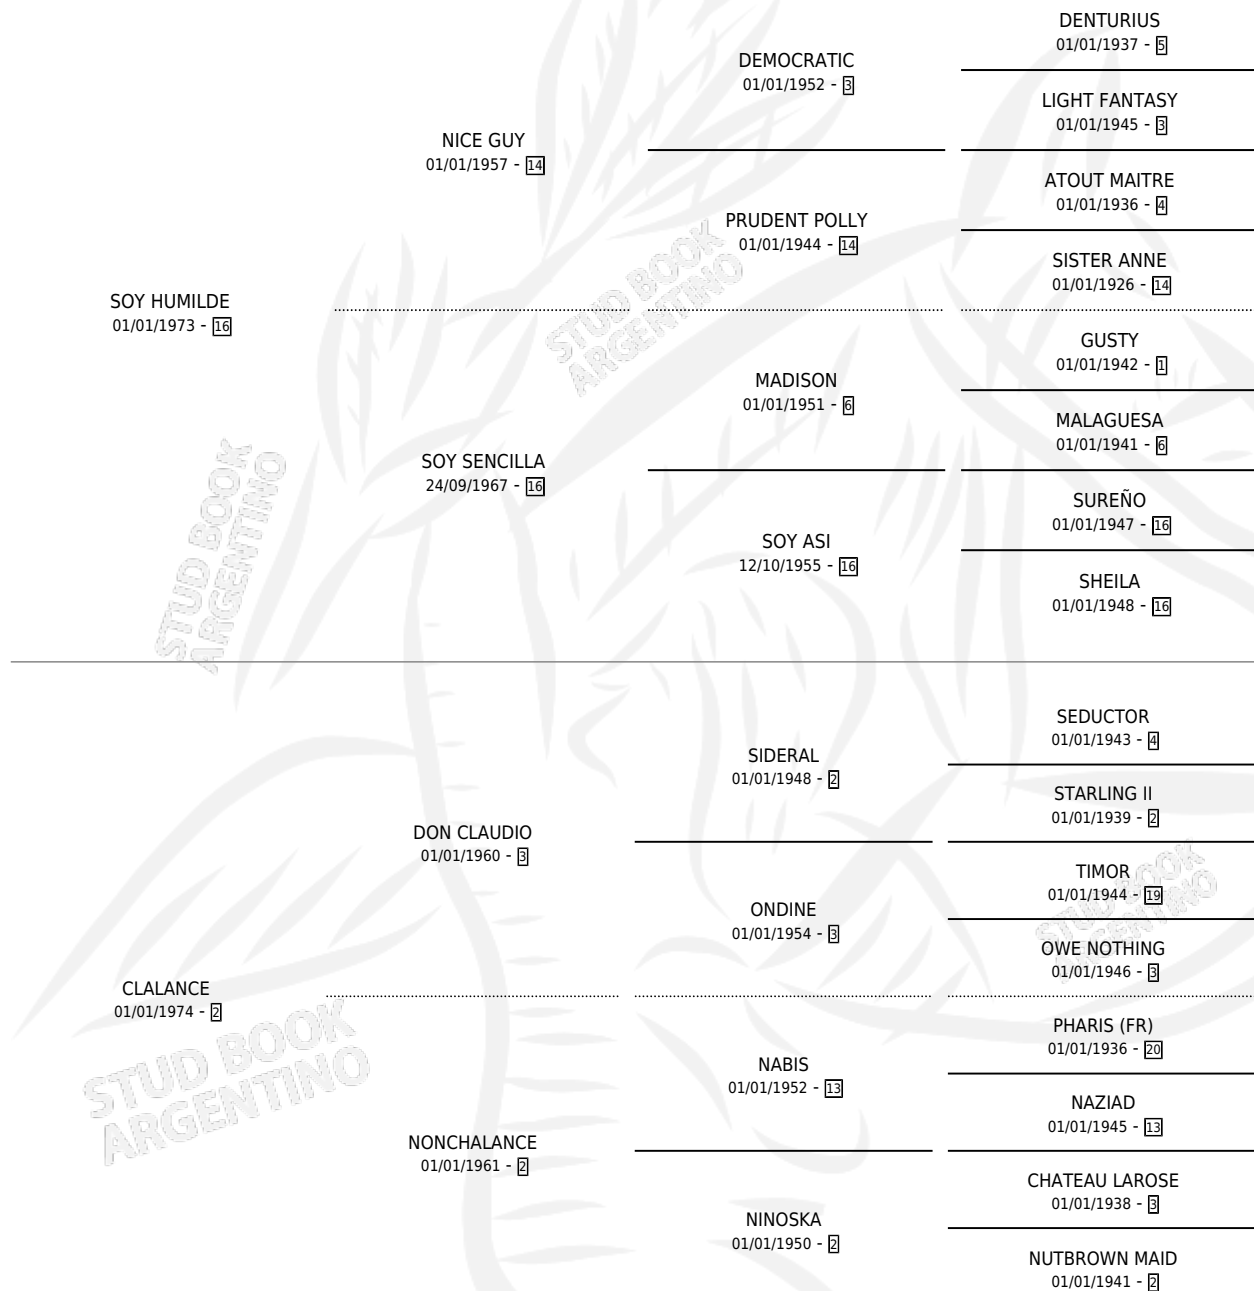 DENTURIUS
01/01/1937 - 5
DEMOCRATIC
01/01/1952 - 3
LIGHT FANTASY
01/01/1945 - 3
NICE GUY
01/01/1957 - 14
ATOUT MAITRE
01/01/1936 - 4
PRUDENT POLLY
01/01/1944 - 14
SISTER ANNE
01/01/1926 - 14
SOY HUMILDE
01/01/1973 - 16
GUSTY
01/01/1942 - 1
MADISON
01/01/1951 - 6
MALAGUESA
01/01/1941 - 6
SOY SENCILLA
24/09/1967 - 16
SUREÑO
01/01/1947 - 16
SOY ASI
12/10/1955 - 16
SHEILA
01/01/1948 - 16
SEDUCTOR
01/01/1943 - 4
SIDERAL
01/01/1948 - 2
STARLING II
01/01/1939 - 2
DON CLAUDIO
01/01/1960 - 3
TIMOR
01/01/1944 - 19
ONDINE
01/01/1954 - 3
OWE NOTHING
01/01/1946 - 3
CLALANCE
01/01/1974 - 2
PHARIS (FR)
01/01/1936 - 20
NABIS
01/01/1952 - 13
NAZIAD
01/01/1945 - 13
NONCHALANCE
01/01/1961 - 2
CHATEAU LAROSE
01/01/1938 - 3
NINOSKA
01/01/1950 - 2
NUTBROWN MAID
01/01/1941 - 2
STUD BOOK
ARGENTINO
STUD BOOK
ARGENTINO
STUD BOOK
ARGENTINO
STUD BOOK
ARGENTINO